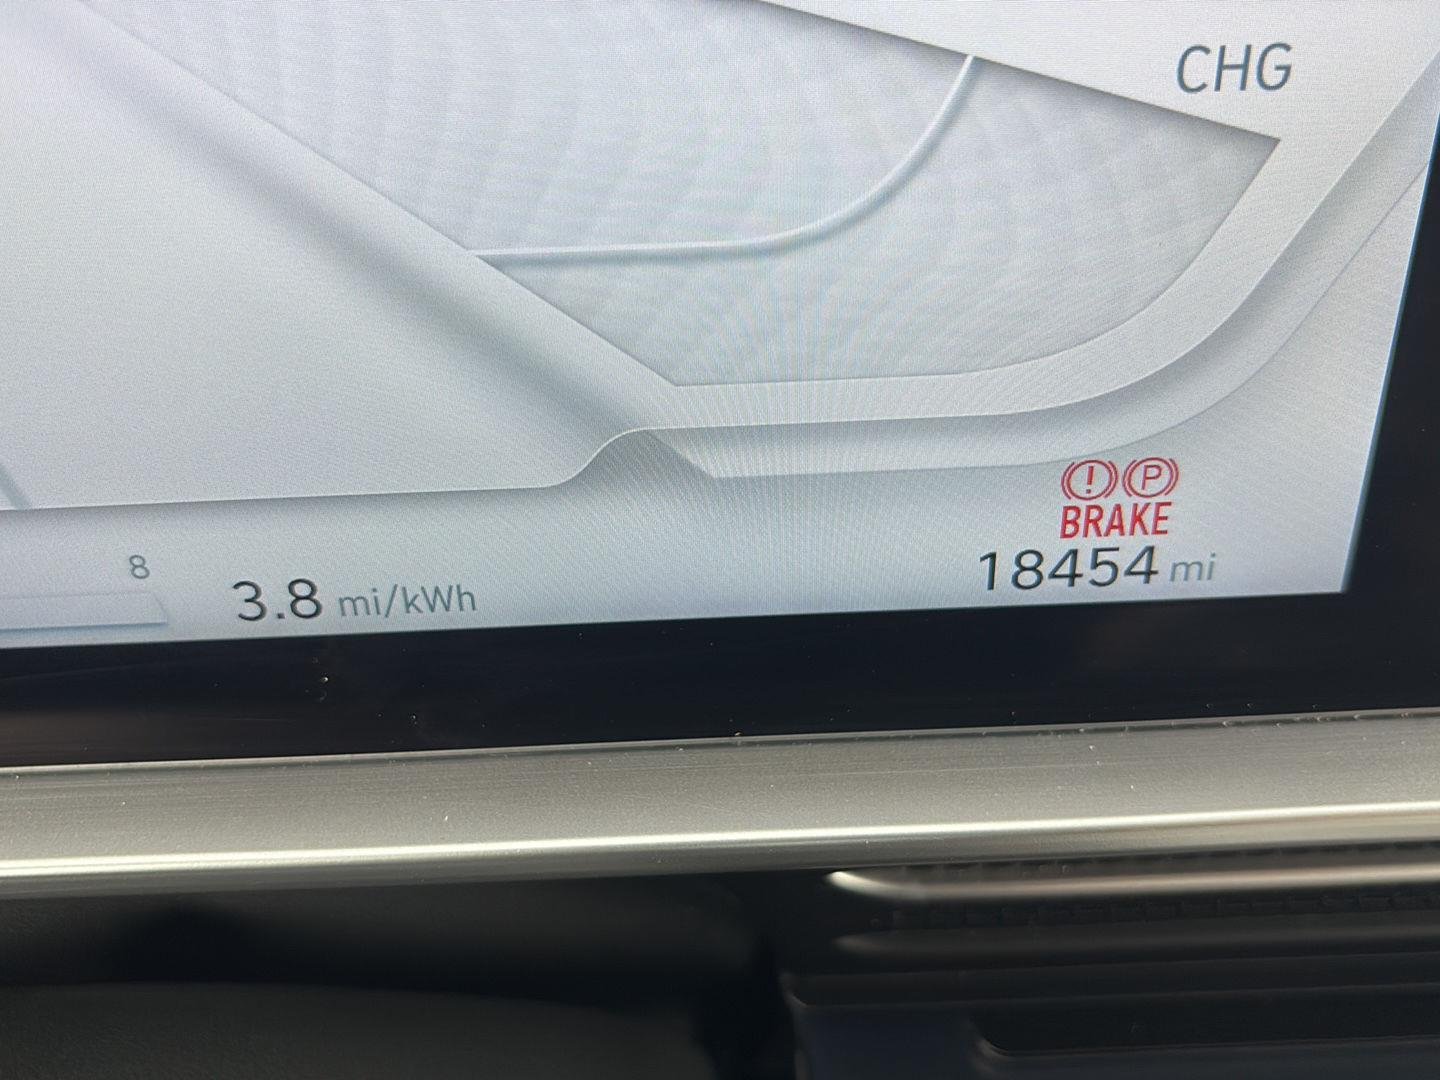 CHG
(!) (P)
BRAKE
18454 mi
8
3.8 mi/kWh